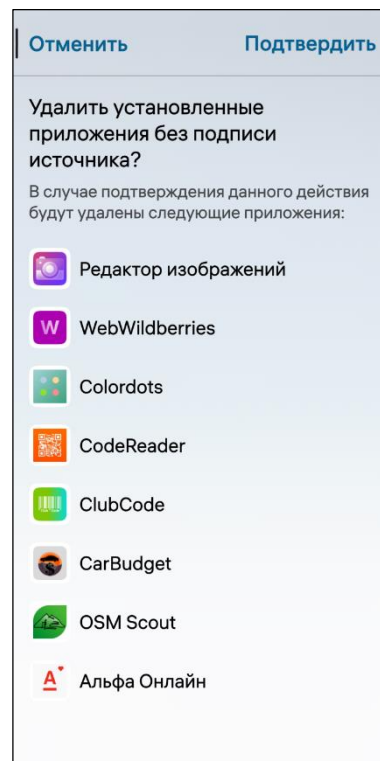 Отменить Подтвердить
Удалить установленные
приложения без подписи
источника?
В случае подтверждения данного действия
будут удалены следующие приложения:
Редактор изображений
W WebWildberries
Colordots
CodeReader
ClubCode
CarBudget
OSM Scout
А Альфа Онлайн